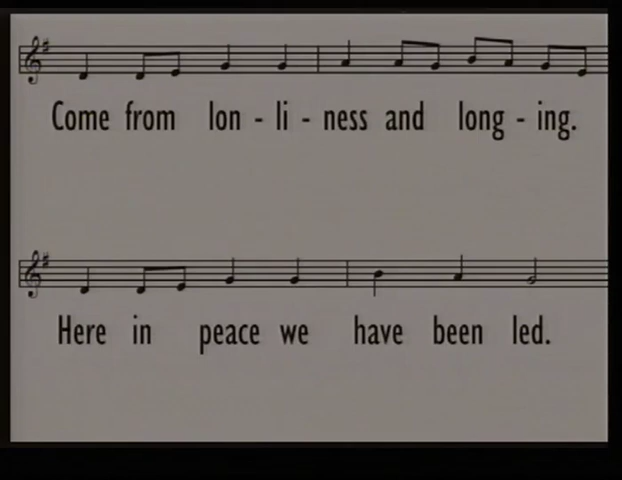 Come from lon - li - ness and long - ing.
Here in peace we have been led.